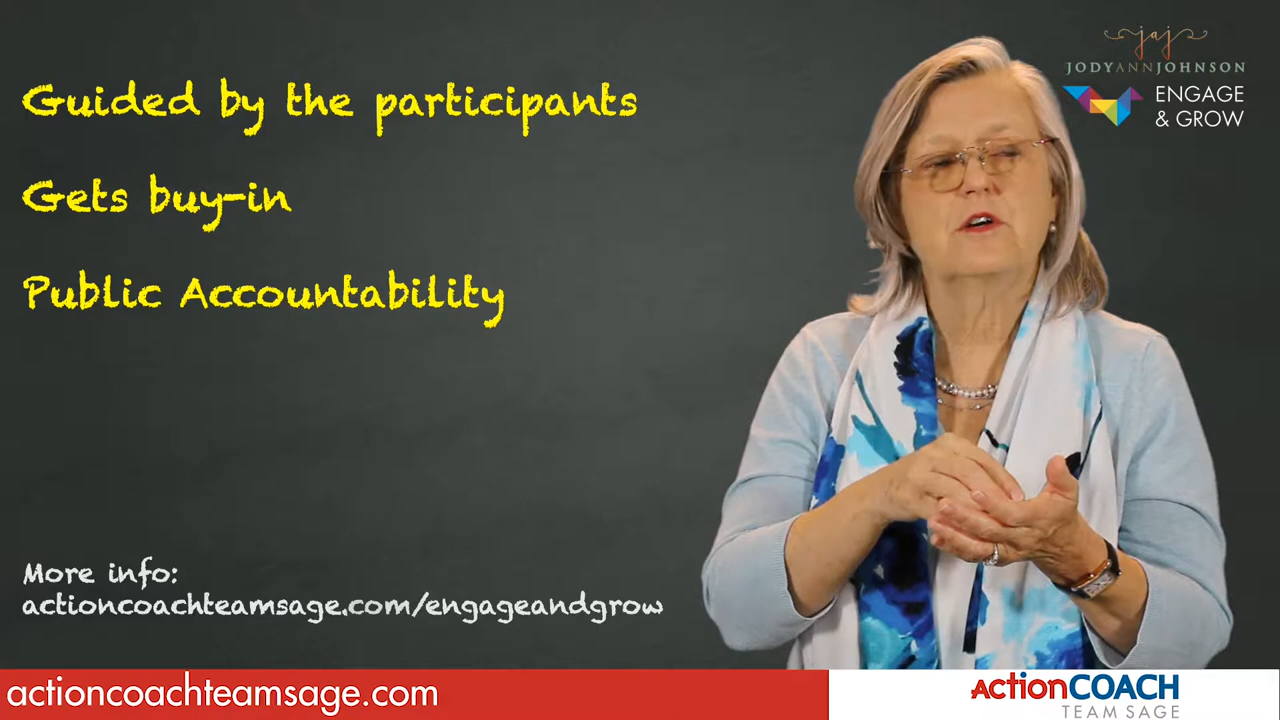 Guided by the participants
Gets buy-in
Public Accountability
More info:
actioncoachteamsage.com/engageandgrow
jaj
JODYANNJOHNSON
ENGAGE
& GROW
actioncoachteamsage.com
ActionCOACH
TEAM SAGE